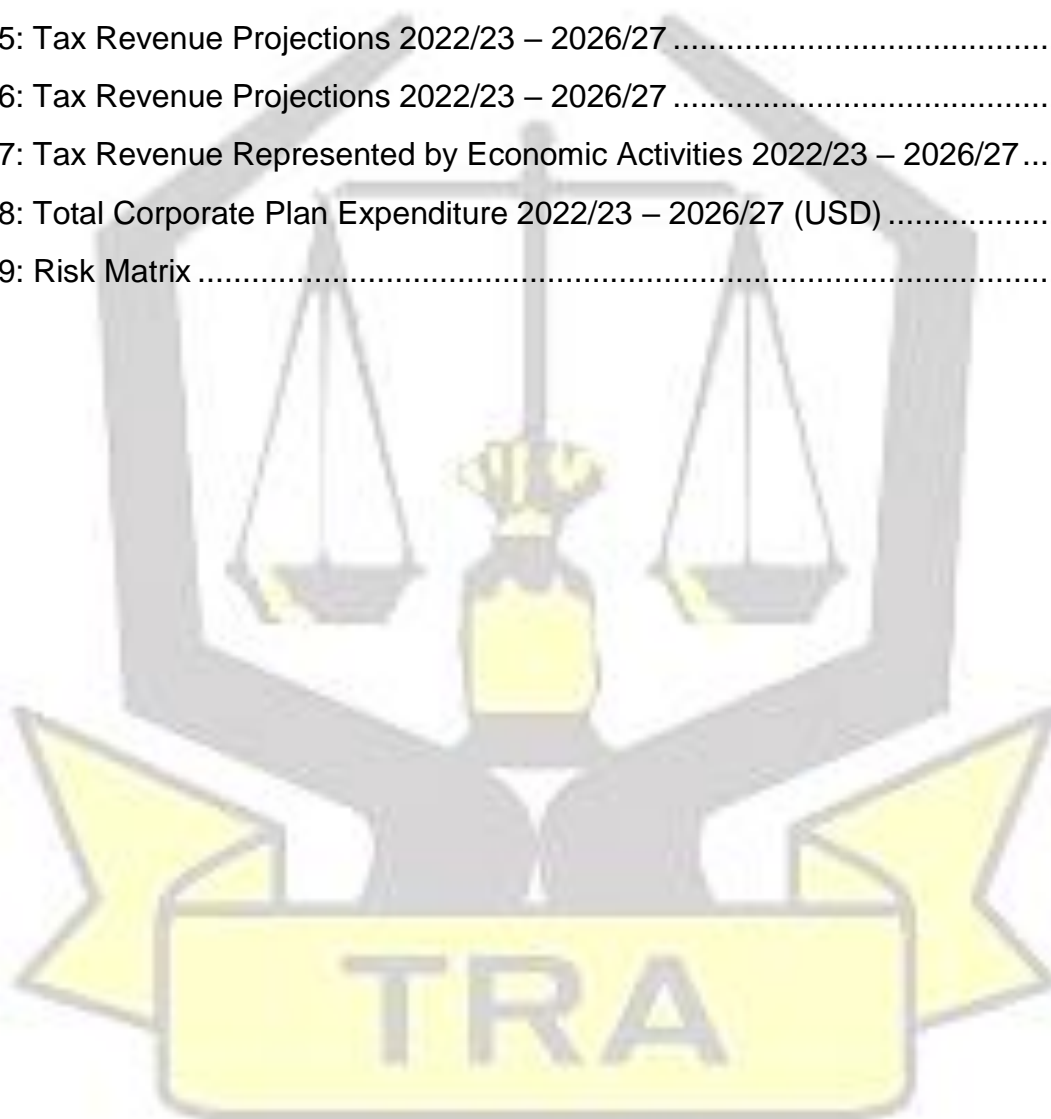 5: Tax Revenue Projections 2022/23 – 2026/27 ..........................................
6: Tax Revenue Projections 2022/23 – 2026/27 ..........................................
7: Tax Revenue Represented by Economic Activities 2022/23 – 2026/27 ...
8: Total Corporate Plan Expenditure 2022/23 – 2026/27 (USD) ..................
9: Risk Matrix ...............................................................................................
TRA